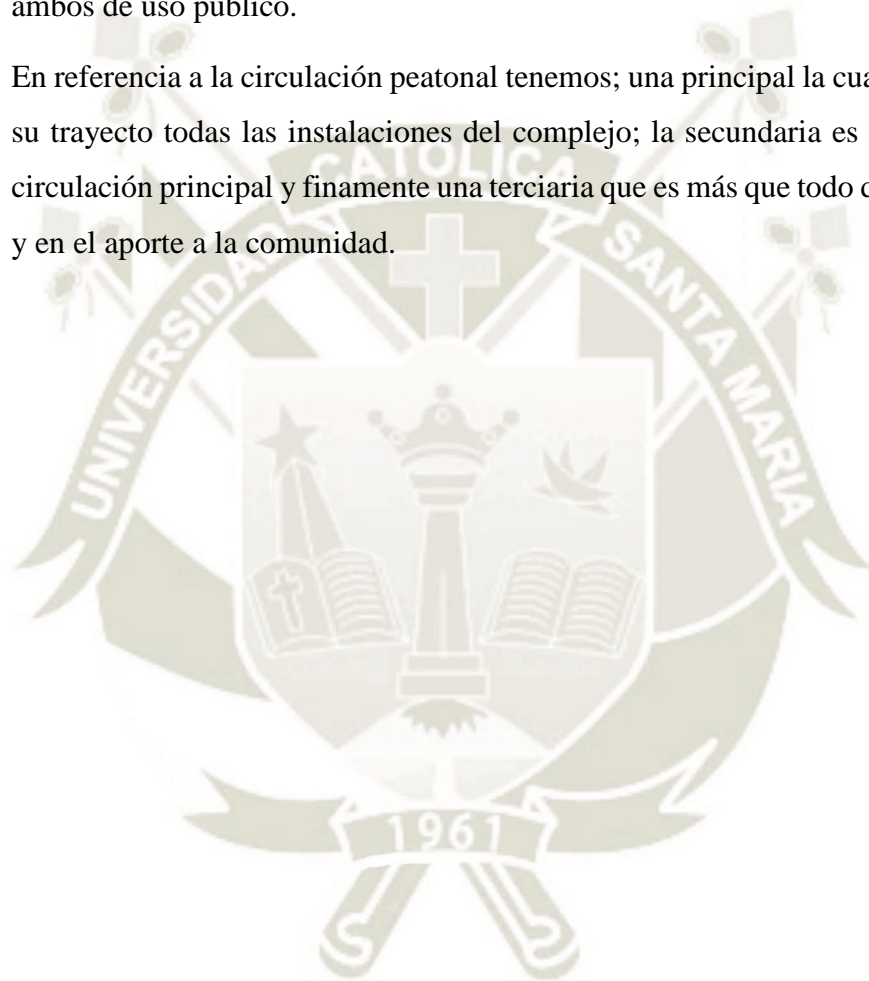 ambos de uso público.
En referencia a la circulación peatonal tenemos; una principal la
su trayecto todas las instalaciones del complejo; la secundaria es
circulación principal y finamente una terciaria que es más que todo
y en el aporte a la comunidad.
UNIVERSIDAD CATOLICA SANTA MARIA
1961